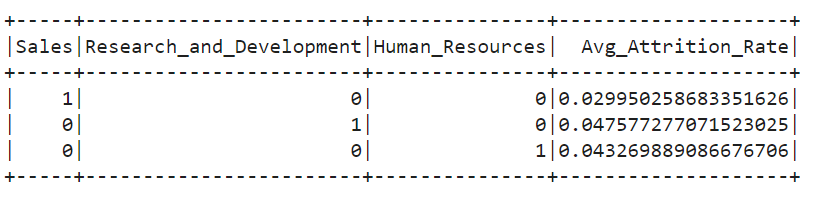 +-----+------------------------+---------------+--------------------+
|Sales|Research_and_Development|Human_Resources|  Avg_Attrition_Rate|
+-----+------------------------+---------------+--------------------+
|    1|                       0|              0|0.029950258683351626|
|    0|                       1|              0|0.047577277071523025|
|    0|                       0|              1|0.043269889086676706|
+-----+------------------------+---------------+--------------------+